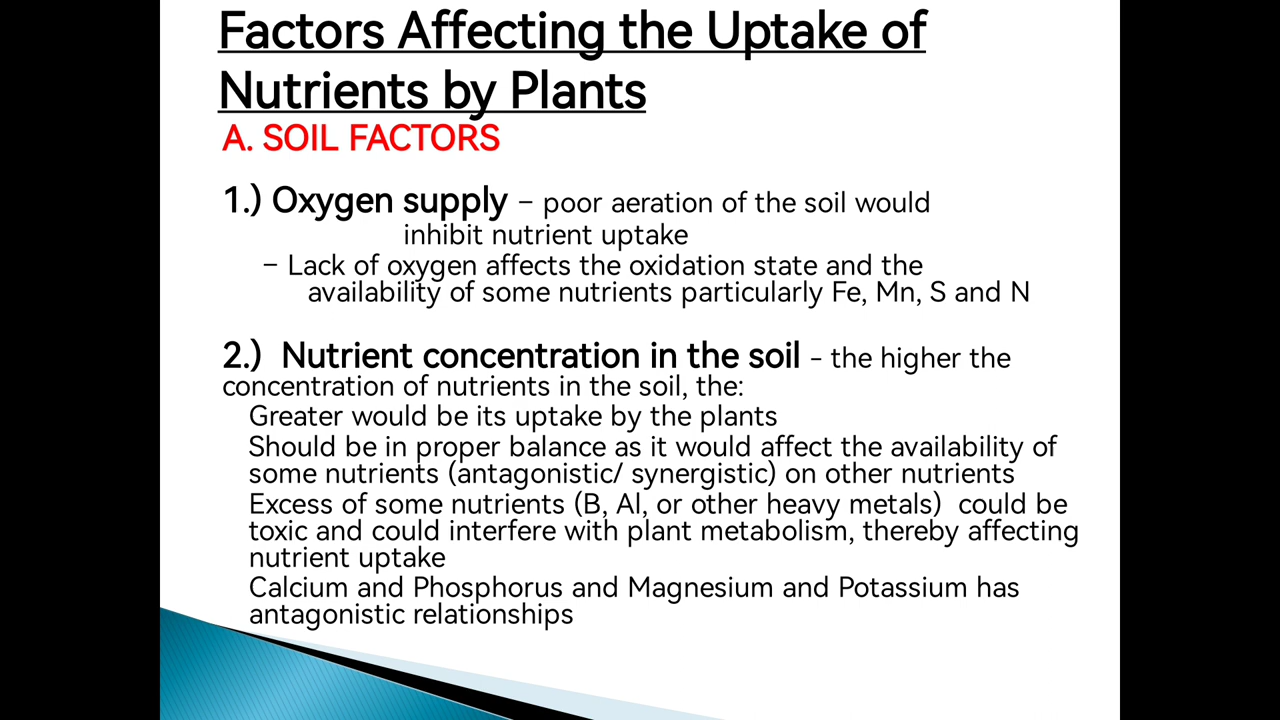 Factors Affecting the Uptake of
Nutrients by Plants
A. SOIL FACTORS
1.) Oxygen supply – poor aeration of the soil would
inhibit nutrient uptake
– Lack of oxygen affects the oxidation state and the
availability of some nutrients particularly Fe, Mn, S and N
2.) Nutrient concentration in the soil – the higher the
concentration of nutrients in the soil, the:
Greater would be its uptake by the plants
Should be in proper balance as it would affect the availability of
some nutrients (antagonistic/ synergistic) on other nutrients
Excess of some nutrients (B, Al, or other heavy metals) could be
toxic and could interfere with plant metabolism, thereby affecting
nutrient uptake
Calcium and Phosphorus and Magnesium and Potassium has
antagonistic relationships